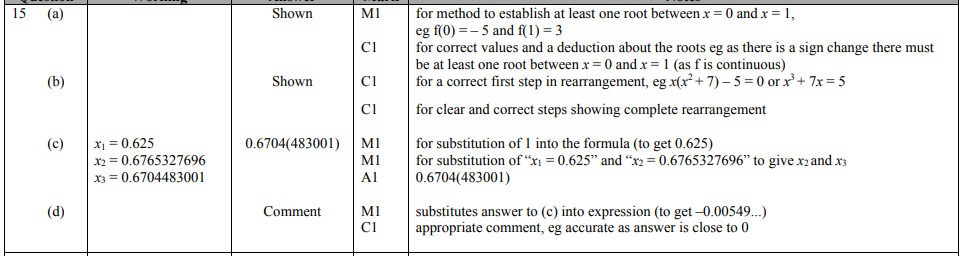 15 (a) Shown M1 for method to establish at least one root between x = 0 and x = 1,
eg f(0) = – 5 and f(1) = 3
C1 for correct values and a deduction about the roots eg as there is a sign change there must
be at least one root between x = 0 and x = 1 (as f is continuous)
(b) Shown C1 for a correct first step in rearrangement, eg x(x² + 7) – 5 = 0 or x³ + 7x = 5
C1 for clear and correct steps showing complete rearrangement
(c) x₁ = 0.625 0.6704(483001) M1 for substitution of 1 into the formula (to get 0.625)
x₂ = 0.6765327696 M1 for substitution of “x₁ = 0.625” and “x₂ = 0.6765327696” to give x₂ and x₃
x₃ = 0.6704483001 A1 0.6704(483001)
(d) Comment M1 substitutes answer to (c) into expression (to get –0.00549...)
C1 appropriate comment, eg accurate as answer is close to 0